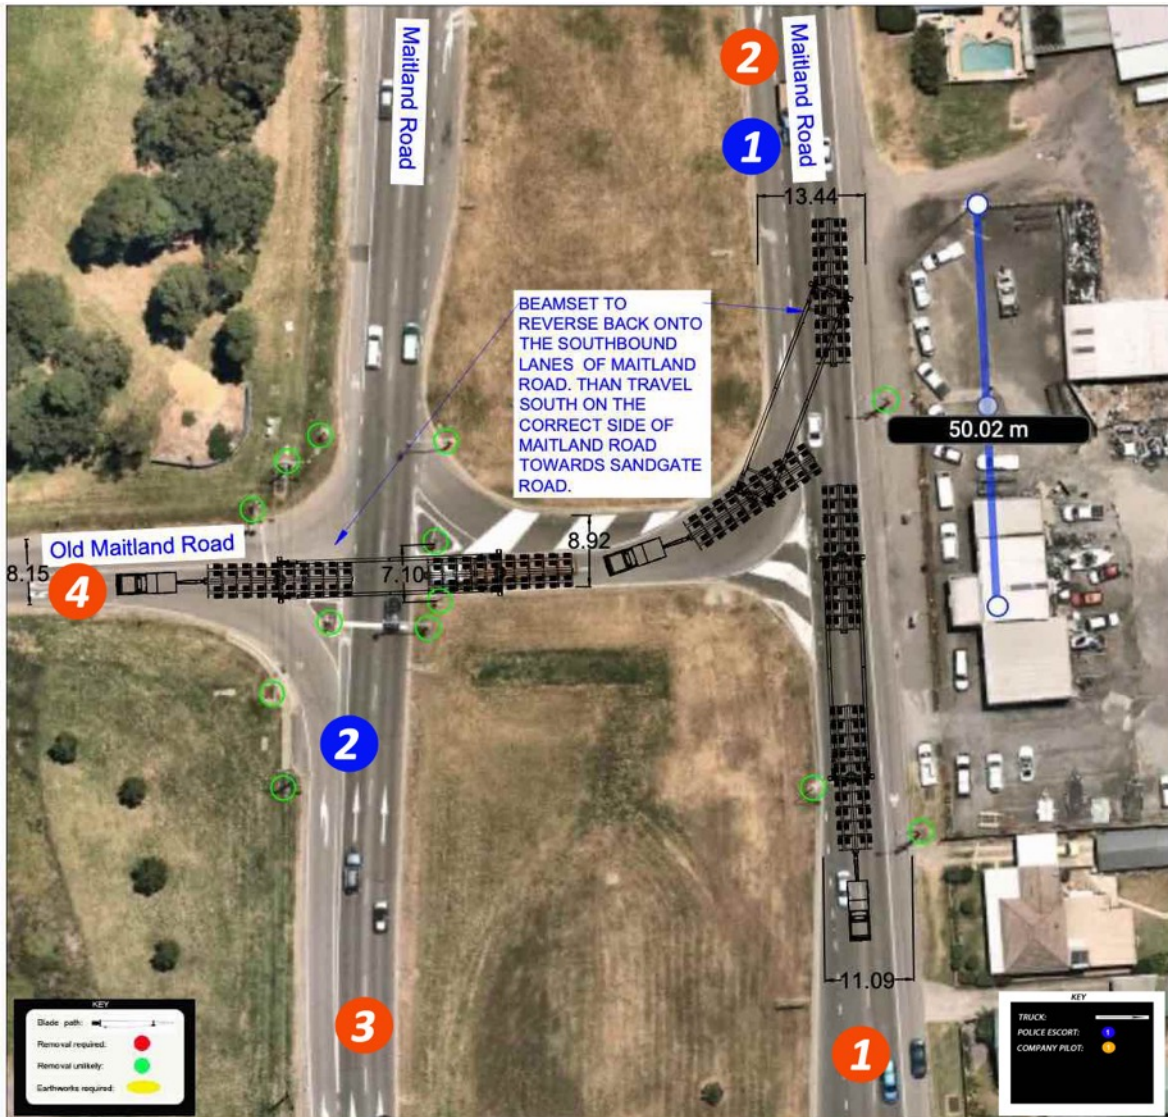 Maitland Road
2
Maitland Road
1
13.44
BEAMSET TO
REVERSE BACK ONTO
THE SOUTHBOUND
LANES OF MAITLAND
ROAD. THAN TRAVEL
SOUTH ON THE
CORRECT SIDE OF
MAITLAND ROAD
TOWARDS SANDGATE
ROAD.
50.02 m
Old Maitland Road
8.15
4
7.10
8.92
2
11.09
3
1
KEY
Blade path:
Removal required:
Removal unlikely:
Earthworks required:
KEY
TRUCK:
POLICE ESCORT: 1
COMPANY PILOT: